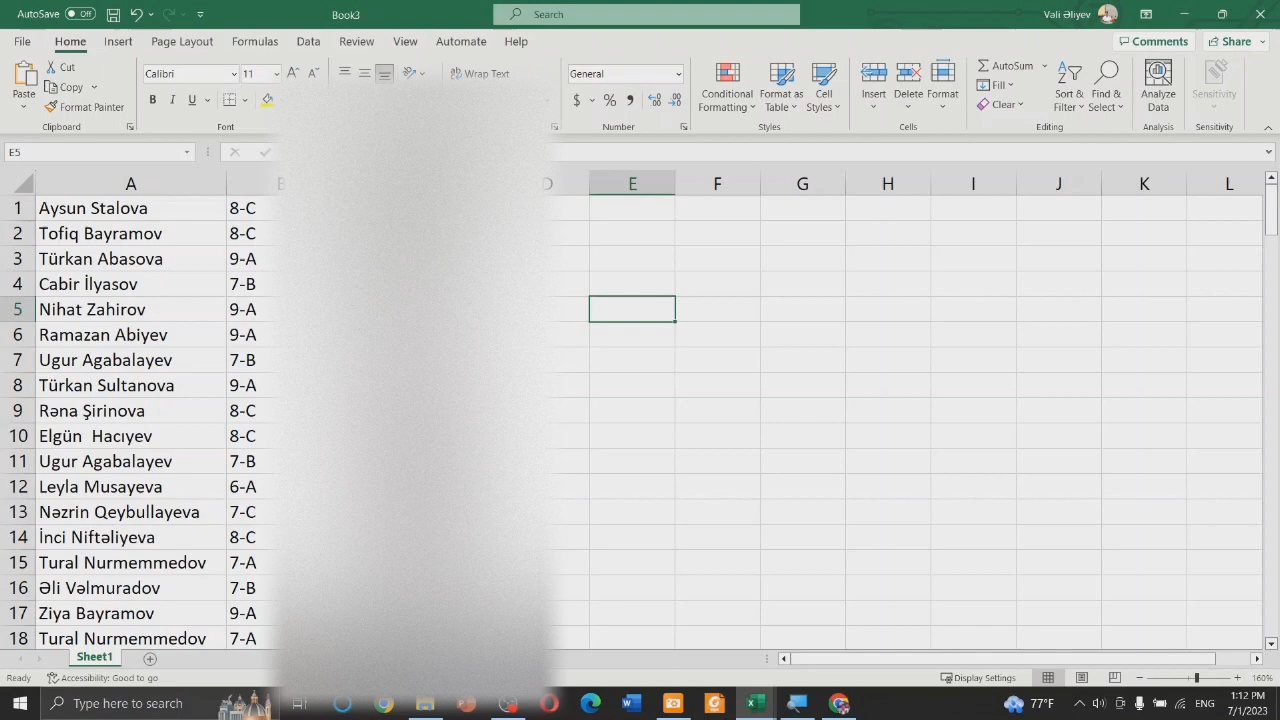 AutoSave Off Book3 Search Vəli Əliyev
File Home Insert Page Layout Formulas Data Review View Automate Help Comments Share
Paste Cut Copy Format Painter
Calibri 11
B I U
Wrap Text
General
$ % 9
Conditional Formatting Format as Table Cell Styles
Insert Delete Format
AutoSum Fill Clear
Sort & Filter Find & Select
Analyze Data
Sensitivity
Clipboard Font Number Styles Cells Editing Analysis Sensitivity
E5
A B D E F G H I J K L
1 Aysun Stalova 8-C
2 Tofiq Bayramov 8-C
3 Türkan Abasova 9-A
4 Cabir İlyasov 7-B
5 Nihat Zahirov 9-A
6 Ramazan Abiyev 9-A
7 Ugur Agabalayev 7-B
8 Türkan Sultanova 9-A
9 Rəna Şirinova 8-C
10 Elgün  Hacıyev 8-C
11 Ugur Agabalayev 7-B
12 Leyla Musayeva 6-A
13 Nəzrin Qeybullayeva 7-C
14 İnci Niftəliyeva 8-C
15 Tural Nurmemmedov 7-A
16 Əli Vəlmuradov 7-B
17 Ziya Bayramov 9-A
18 Tural Nurmemmedov 7-A
Sheet1
Ready Accessibility: Good to go Display Settings 160%
Type here to search 77°F 1:12 PM
7/1/2023